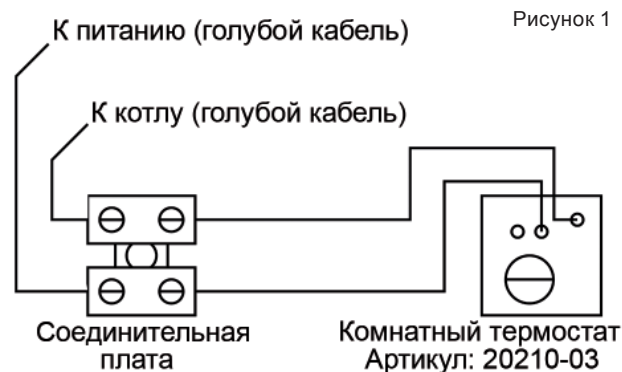 Рисунок 1
К питанию (голубой кабель)
К котлу (голубой кабель)
Соединительная
плата
Комнатный термостат
Артикул: 20210-03